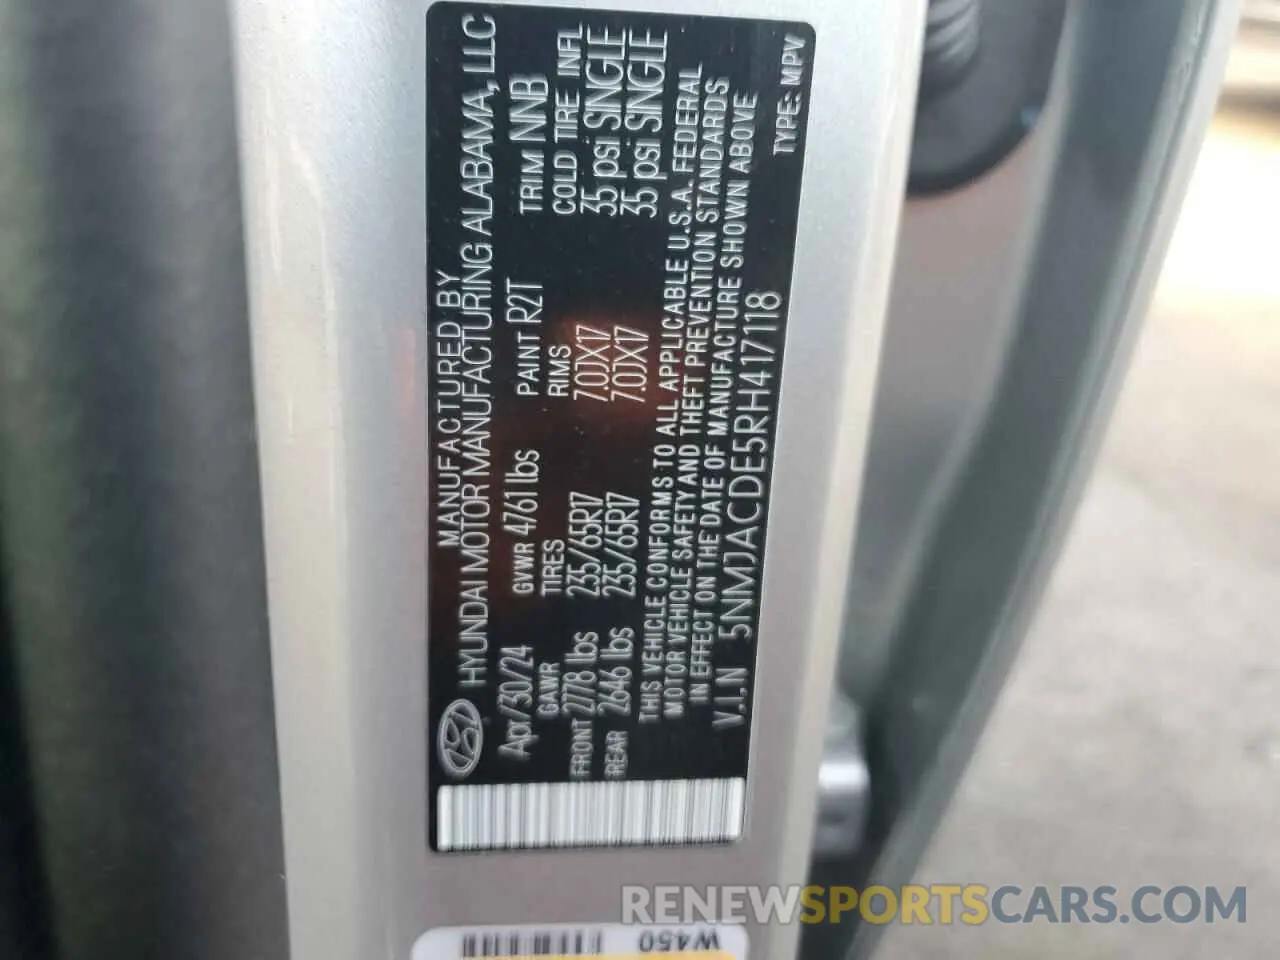 MANUFACTURED BY
HYUNDAI MOTOR MANUFACTURING ALABAMA, LLC
Apr/30/24 GVWR 4761 lbs PAINT R2T TRIM NNB
GAWR TIRES RIMS COLD TIRE INFL
FRONT 2778 lbs 235/65R17 7.0JX17 35 psi SINGLE
REAR 2646 lbs 235/65R17 7.0JX17 35 psi SINGLE
THIS VEHICLE CONFORMS TO ALL APPLICABLE U.S.A. FEDERAL
MOTOR VEHICLE SAFETY AND THEFT PREVENTION STANDARDS
IN EFFECT ON THE DATE OF MANUFACTURE SHOWN ABOVE
V.I.N 5NMJACDE5RH417118
TYPE: MPV
W450
RENEWSPORTSCARS.COM